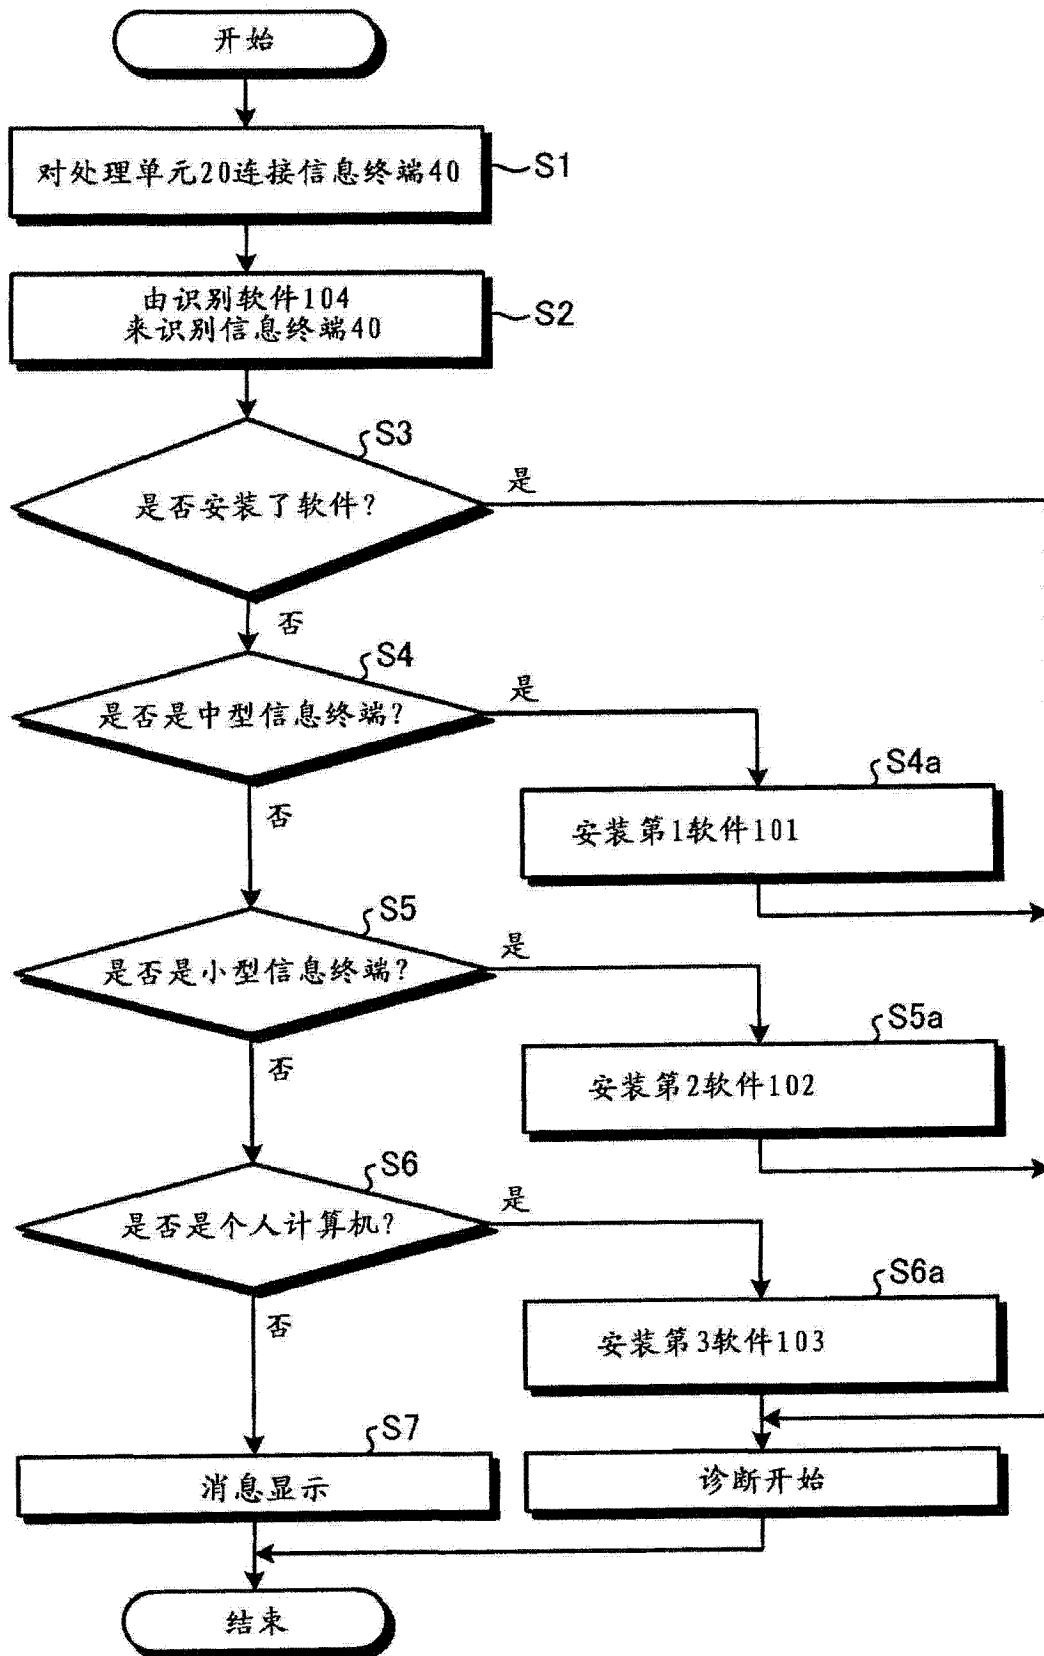 开始
对处理单元20连接信息终端40
S1
由识别软件104
来识别信息终端40
S2
S3
是否安装了软件?
是
否
S4
是否是中型信息终端?
是
S4a
安装第1软件101
否
S5
是否是小型信息终端?
是
S5a
安装第2软件102
否
S6
是否是个人计算机?
是
S6a
安装第3软件103
否
S7
消息显示
诊断开始
结束